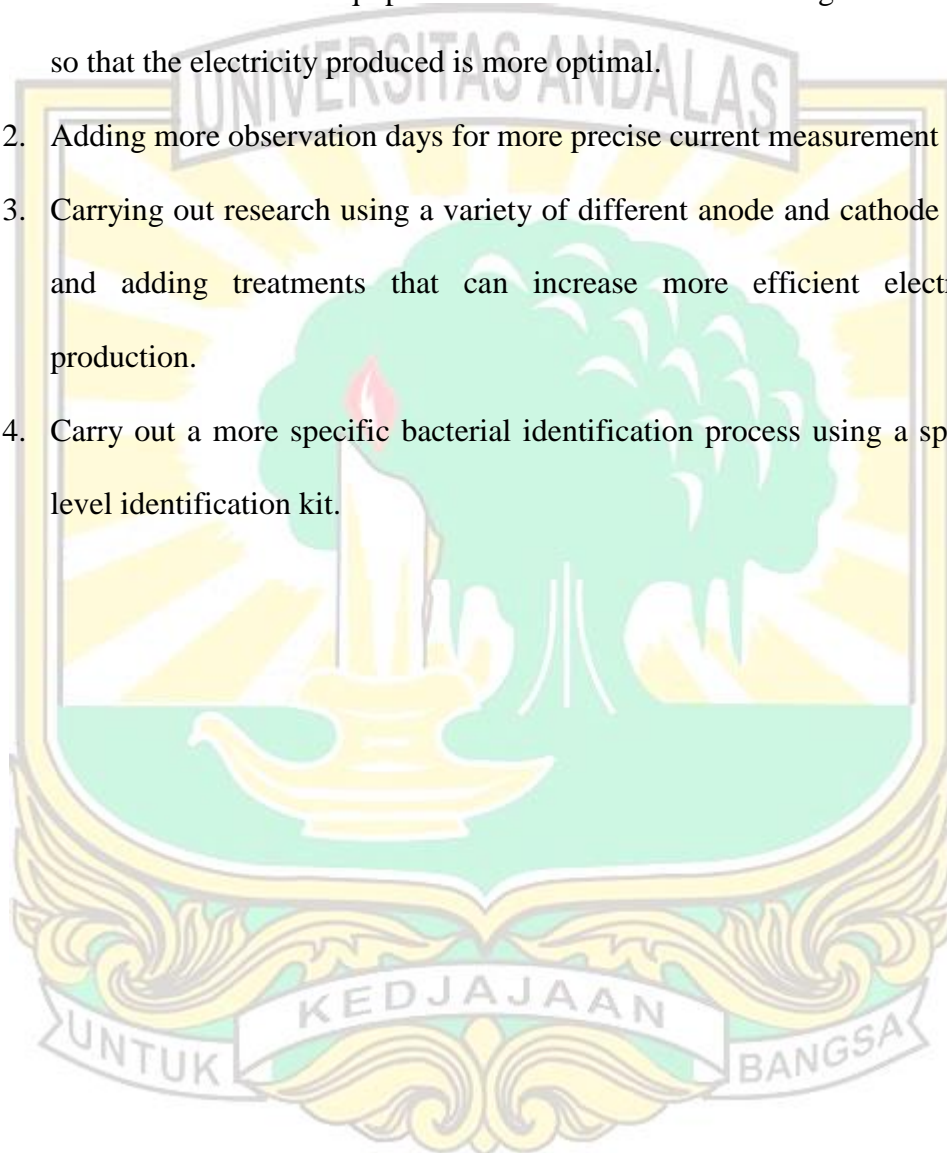 so that the electricity produced is more optimal.
UNIVERSITAS ANDALAS
2. Adding more observation days for more precise current measurement
3. Carrying out research using a variety of different anode and cathode
and adding treatments that can increase more efficient
production.
4. Carry out a more specific bacterial identification process using a
level identification kit.
KEDJAJAAN
UNTUK BANGSA